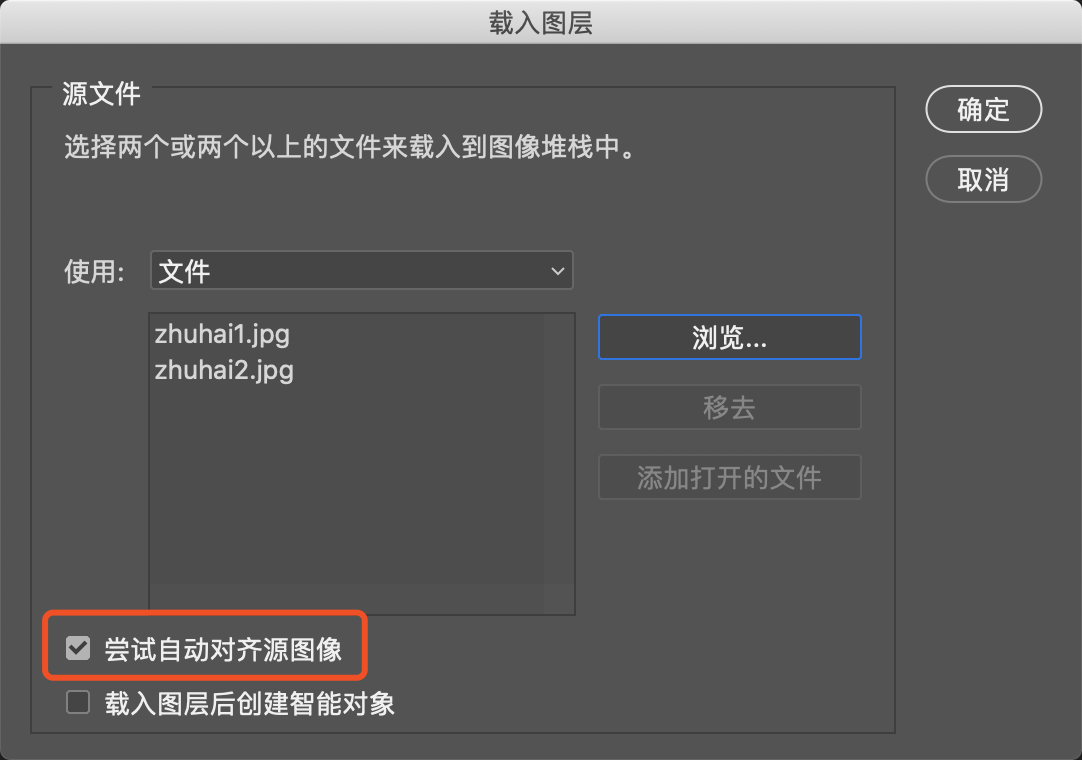 载入图层
源文件
选择两个或两个以上的文件来载入到图像堆栈中。
确定
取消
使用: 文件
zhuhai1.jpg
zhuhai2.jpg
浏览...
移去
添加打开的文件
尝试自动对齐源图像
载入图层后创建智能对象